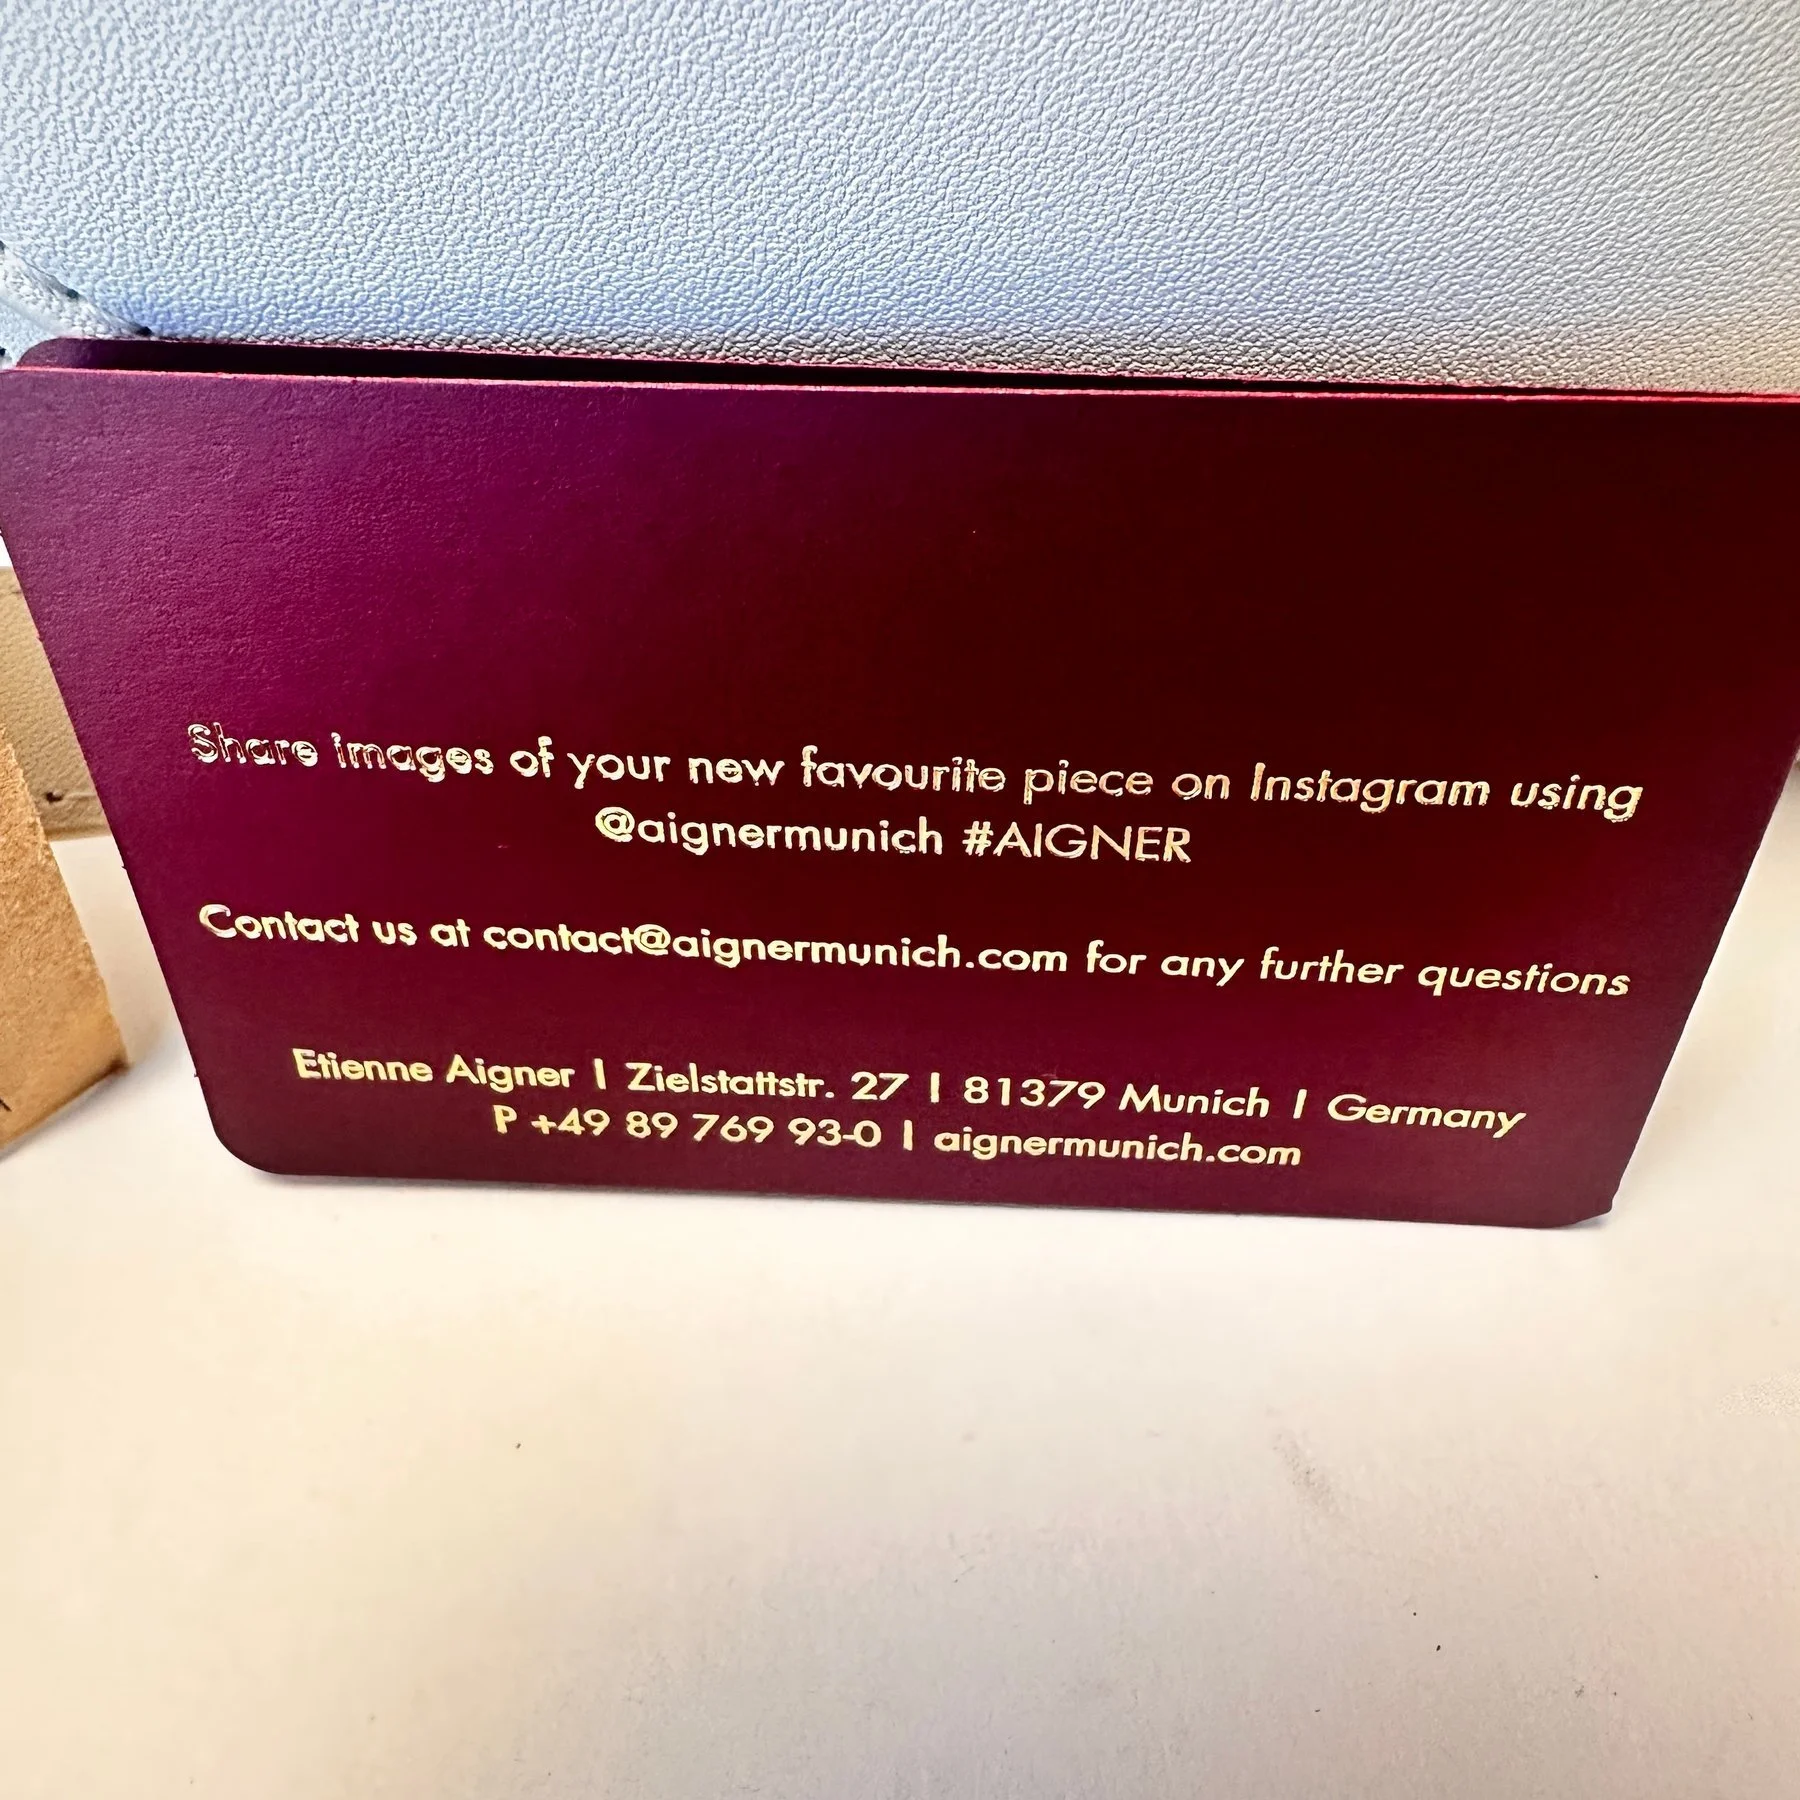 Share images of your new favourite piece on Instagram using
@aignermunich #AIGNER
Contact us at contact@aignermunich.com for any further questions
Etienne Aigner | Zielstattstr. 27 | 81379 Munich | Germany
P +49 89 769 93-0 | aignermunich.com